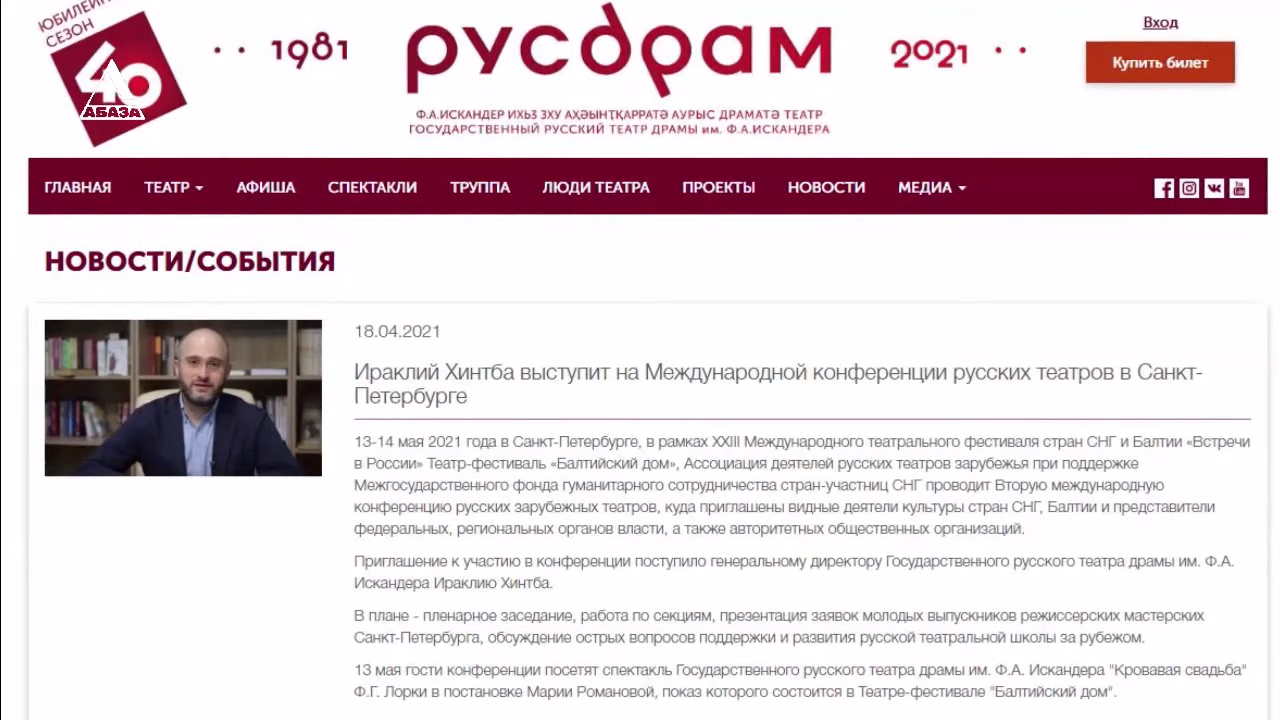 ЮБИЛЕЙНЫЙ
СЕЗОН
40
АБАЗА
1981
русдрам
2021
Вход
Купить билет
Ф.А.ИСКАНДЕР ИХЬӠ ЗХУ АҲӘЫНҬҚАРРАТӘ АУРЫС ДРАМАТӘ ТЕАТР
ГОСУДАРСТВЕННЫЙ РУССКИЙ ТЕАТР ДРАМЫ им. Ф.А.ИСКАНДЕРА
ГЛАВНАЯ ТЕАТР АФИША СПЕКТАКЛИ ТРУППА ЛЮДИ ТЕАТРА ПРОЕКТЫ НОВОСТИ МЕДИА
НОВОСТИ/СОБЫТИЯ
18.04.2021
Ираклий Хинтба выступит на Международной конференции русских театров в Санкт-
Петербурге
13-14 мая 2021 года в Санкт-Петербурге, в рамках XXIII Международного театрального фестиваля стран СНГ и Балтии «Встречи
в России» Театр-фестиваль «Балтийский дом», Ассоциация деятелей русских театров зарубежья при поддержке
Межгосударственного фонда гуманитарного сотрудничества стран-участниц СНГ проводит Вторую международную
конференцию русских зарубежных театров, куда приглашены видные деятели культуры стран СНГ, Балтии и представители
федеральных, региональных органов власти, а также авторитетных общественных организаций.
Приглашение к участию в конференции поступило генеральному директору Государственного русского театра драмы им. Ф.А.
Искандера Ираклию Хинтба.
В плане - пленарное заседание, работа по секциям, презентация заявок молодых выпускников режиссерских мастерских
Санкт-Петербурга, обсуждение острых вопросов поддержки и развития русской театральной школы за рубежом.
13 мая гости конференции посетят спектакль Государственного русского театра драмы им. Ф.А. Искандера "Кровавая свадьба"
Ф.Г. Лорки в постановке Марии Романовой, показ которого состоится в Театре-фестивале "Балтийский дом".